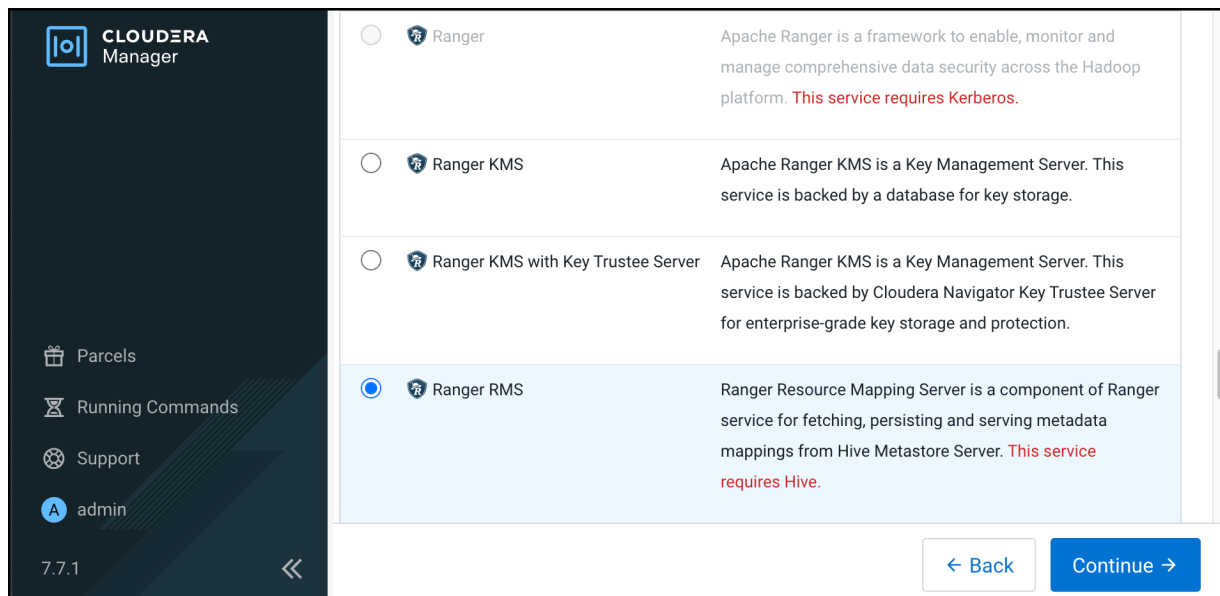 CLOUDERA
Manager
Parcels
Running Commands
Support
A admin
7.7.1
Ranger
Apache Ranger is a framework to enable, monitor and
manage comprehensive data security across the Hadoop
platform. This service requires Kerberos.
Ranger KMS
Apache Ranger KMS is a Key Management Server. This
service is backed by a database for key storage.
Ranger KMS with Key Trustee Server
Apache Ranger KMS is a Key Management Server. This
service is backed by Cloudera Navigator Key Trustee Server
for enterprise-grade key storage and protection.
Ranger RMS
Ranger Resource Mapping Server is a component of Ranger
service for fetching, persisting and serving metadata
mappings from Hive Metastore Server. This service
requires Hive.
← Back
Continue →